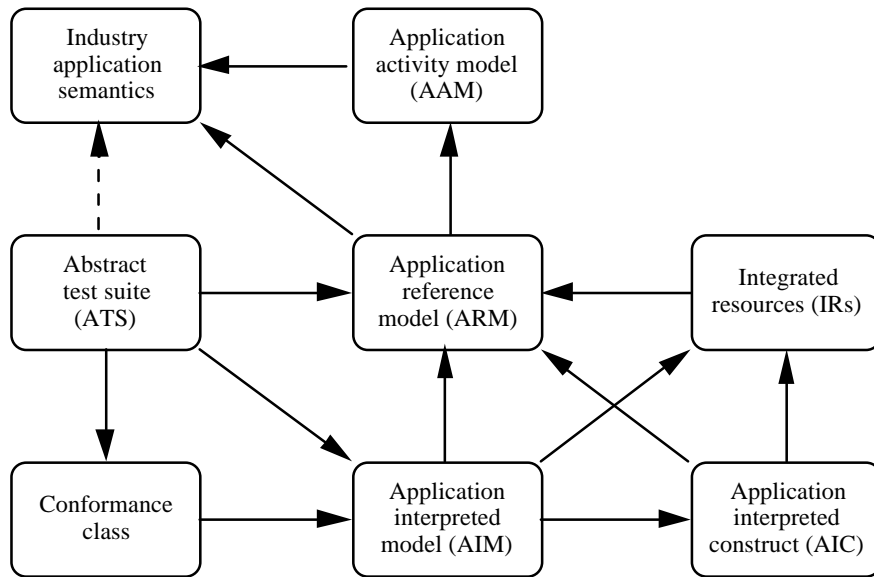 Industry
application
semantics
Application
activity model
(AAM)
Abstract
test suite
(ATS)
Application
reference
model (ARM)
Integrated
resources (IRs)
Conformance
class
Application
interpreted
model (AIM)
Application
interpreted
construct (AIC)